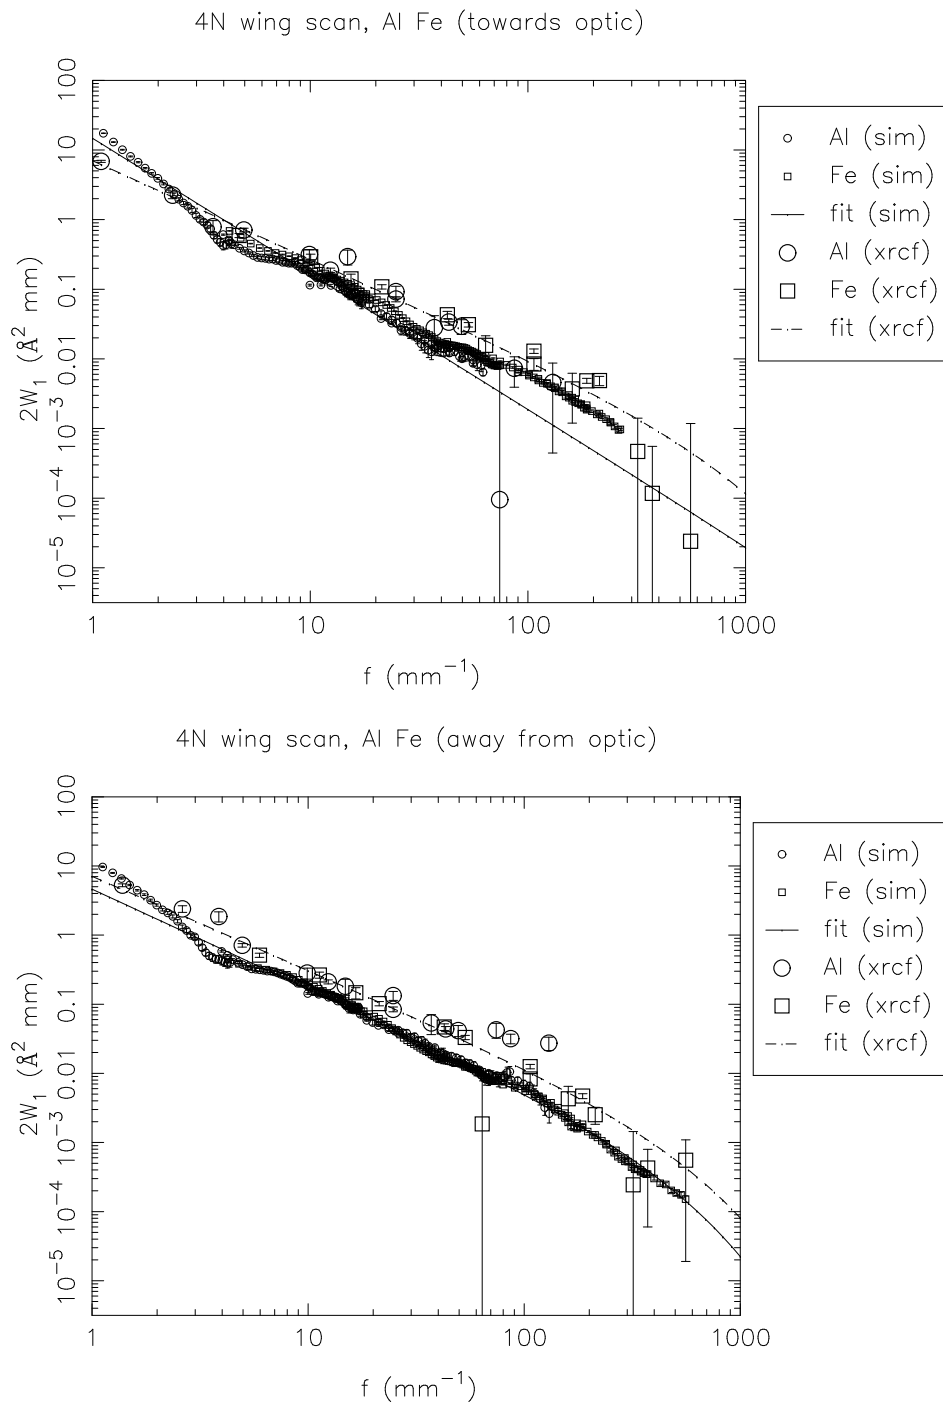 4N wing scan, Al Fe (towards optic)
100
10
1
0.1
0.01
10⁻³
10⁻⁴
10⁻⁵
2W₁ (Å² mm)
1 10 100 1000
f (mm⁻¹)
Al (sim)
Fe (sim)
fit (sim)
Al (xrcf)
Fe (xrcf)
fit (xrcf)
4N wing scan, Al Fe (away from optic)
100
10
1
0.1
0.01
10⁻³
10⁻⁴
10⁻⁵
2W₁ (Å² mm)
1 10 100 1000
f (mm⁻¹)
Al (sim)
Fe (sim)
fit (sim)
Al (xrcf)
Fe (xrcf)
fit (xrcf)